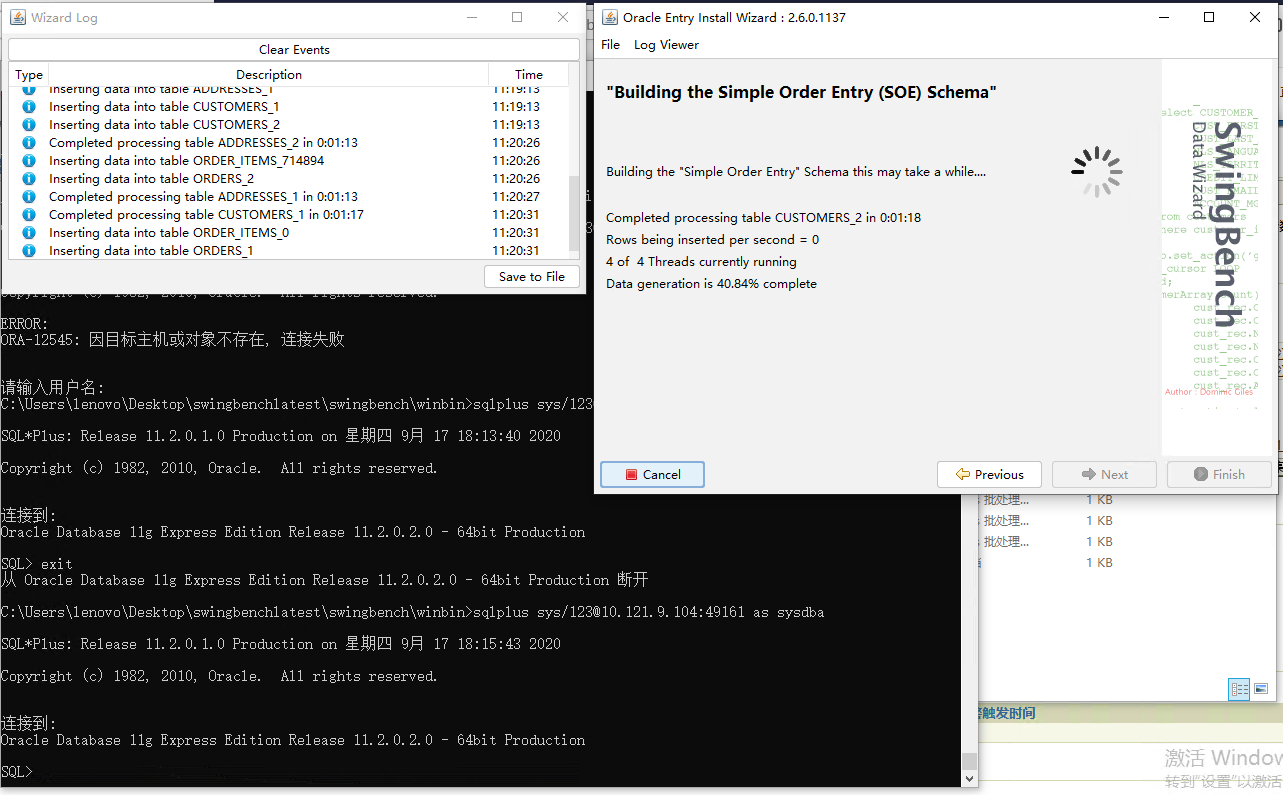 Wizard Log
Clear Events
Type Description Time
Inserting data into table ADDRESSES_1 11:19:13
Inserting data into table CUSTOMERS_1 11:19:13
Inserting data into table CUSTOMERS_2 11:19:13
Completed processing table ADDRESSES_2 in 0:01:13 11:20:26
Inserting data into table ORDER_ITEMS_714894 11:20:26
Inserting data into table ORDERS_2 11:20:26
Completed processing table ADDRESSES_1 in 0:01:13 11:20:27
Completed processing table CUSTOMERS_1 in 0:01:17 11:20:31
Inserting data into table ORDER_ITEMS_0 11:20:31
Inserting data into table ORDERS_1 11:20:31
Save to File
Copyright (c) 1982, 2010, Oracle.  All rights reserved.
ERROR:
ORA-12545: 因目标主机或对象不存在, 连接失败
请输入用户名:
C:\Users\lenovo\Desktop\swingbenchlatest\swingbench\winbin>sqlplus sys/123
SQL*Plus: Release 11.2.0.1.0 Production on 星期四 9月 17 18:13:40 2020
Copyright (c) 1982, 2010, Oracle.  All rights reserved.
连接到:
Oracle Database 11g Express Edition Release 11.2.0.2.0 - 64bit Production
SQL> exit
从 Oracle Database 11g Express Edition Release 11.2.0.2.0 - 64bit Production 断开
C:\Users\lenovo\Desktop\swingbenchlatest\swingbench\winbin>sqlplus sys/123@10.121.9.104:49161 as sysdba
SQL*Plus: Release 11.2.0.1.0 Production on 星期四 9月 17 18:15:43 2020
Copyright (c) 1982, 2010, Oracle.  All rights reserved.
连接到:
Oracle Database 11g Express Edition Release 11.2.0.2.0 - 64bit Production
SQL>
Oracle Entry Install Wizard : 2.6.0.1137
File Log Viewer
"Building the Simple Order Entry (SOE) Schema"
Building the "Simple Order Entry" Schema this may take a while....
Completed processing table CUSTOMERS_2 in 0:01:18
Rows being inserted per second = 0
4 of  4 Threads currently running
Data generation is 40.84% complete
SwingBench
Data Wizard
Author : Dominic Giles
Cancel Previous Next Finish
批处理... 1 KB
批处理... 1 KB
批处理... 1 KB
1 KB
触发时间
激活 Window
转到"设置"以激活